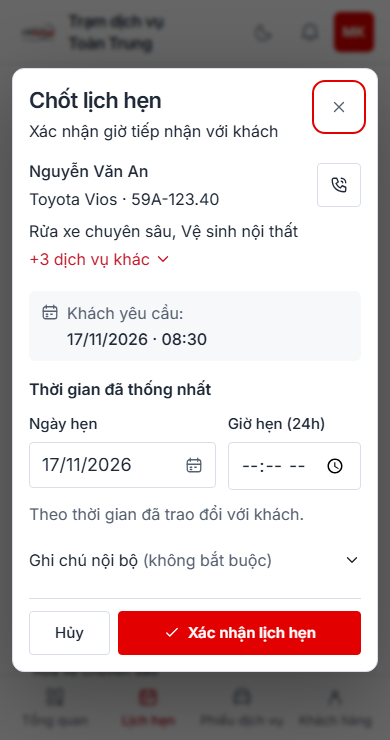 Trạm dịch vụ
Toàn Trung
MK
Chốt lịch hẹn
Xác nhận giờ tiếp nhận với khách
Nguyễn Văn An
Toyota Vios · 59A-123.40
Rửa xe chuyên sâu, Vệ sinh nội thất
+3 dịch vụ khác
Khách yêu cầu:
17/11/2026 · 08:30
Thời gian đã thống nhất
Ngày hẹn
Giờ hẹn (24h)
17/11/2026
--:-- --
Theo thời gian đã trao đổi với khách.
Ghi chú nội bộ (không bắt buộc)
Hủy
Xác nhận lịch hẹn
Tổng quan
Lịch hẹn
Phiếu dịch vụ
Khách hàng